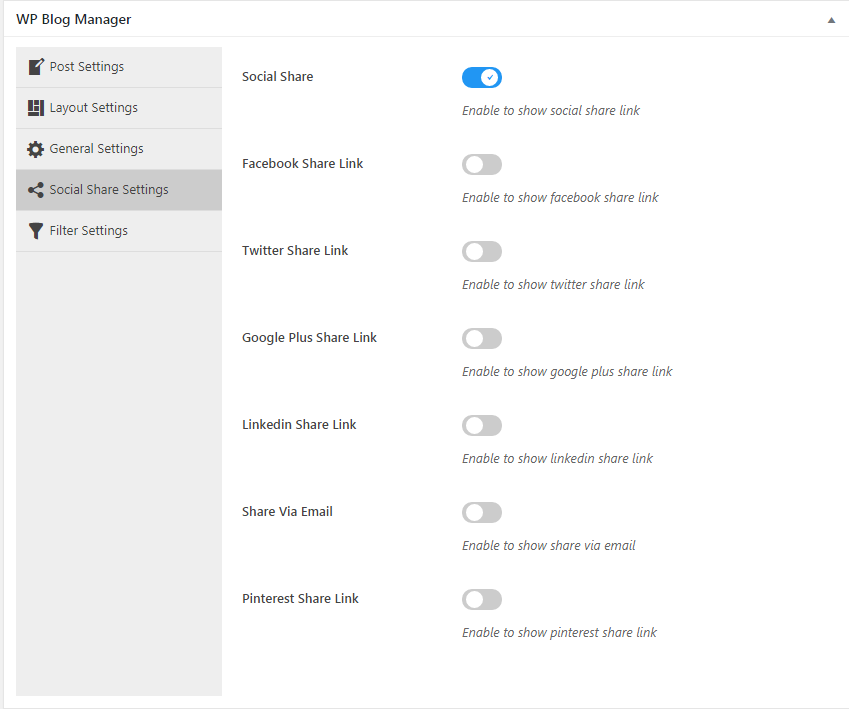 WP Blog Manager
Post Settings
Layout Settings
General Settings
Social Share Settings
Filter Settings
Social Share
Enable to show social share link
Facebook Share Link
Enable to show facebook share link
Twitter Share Link
Enable to show twitter share link
Google Plus Share Link
Enable to show google plus share link
Linkedin Share Link
Enable to show linkedin share link
Share Via Email
Enable to show share via email
Pinterest Share Link
Enable to show pinterest share link